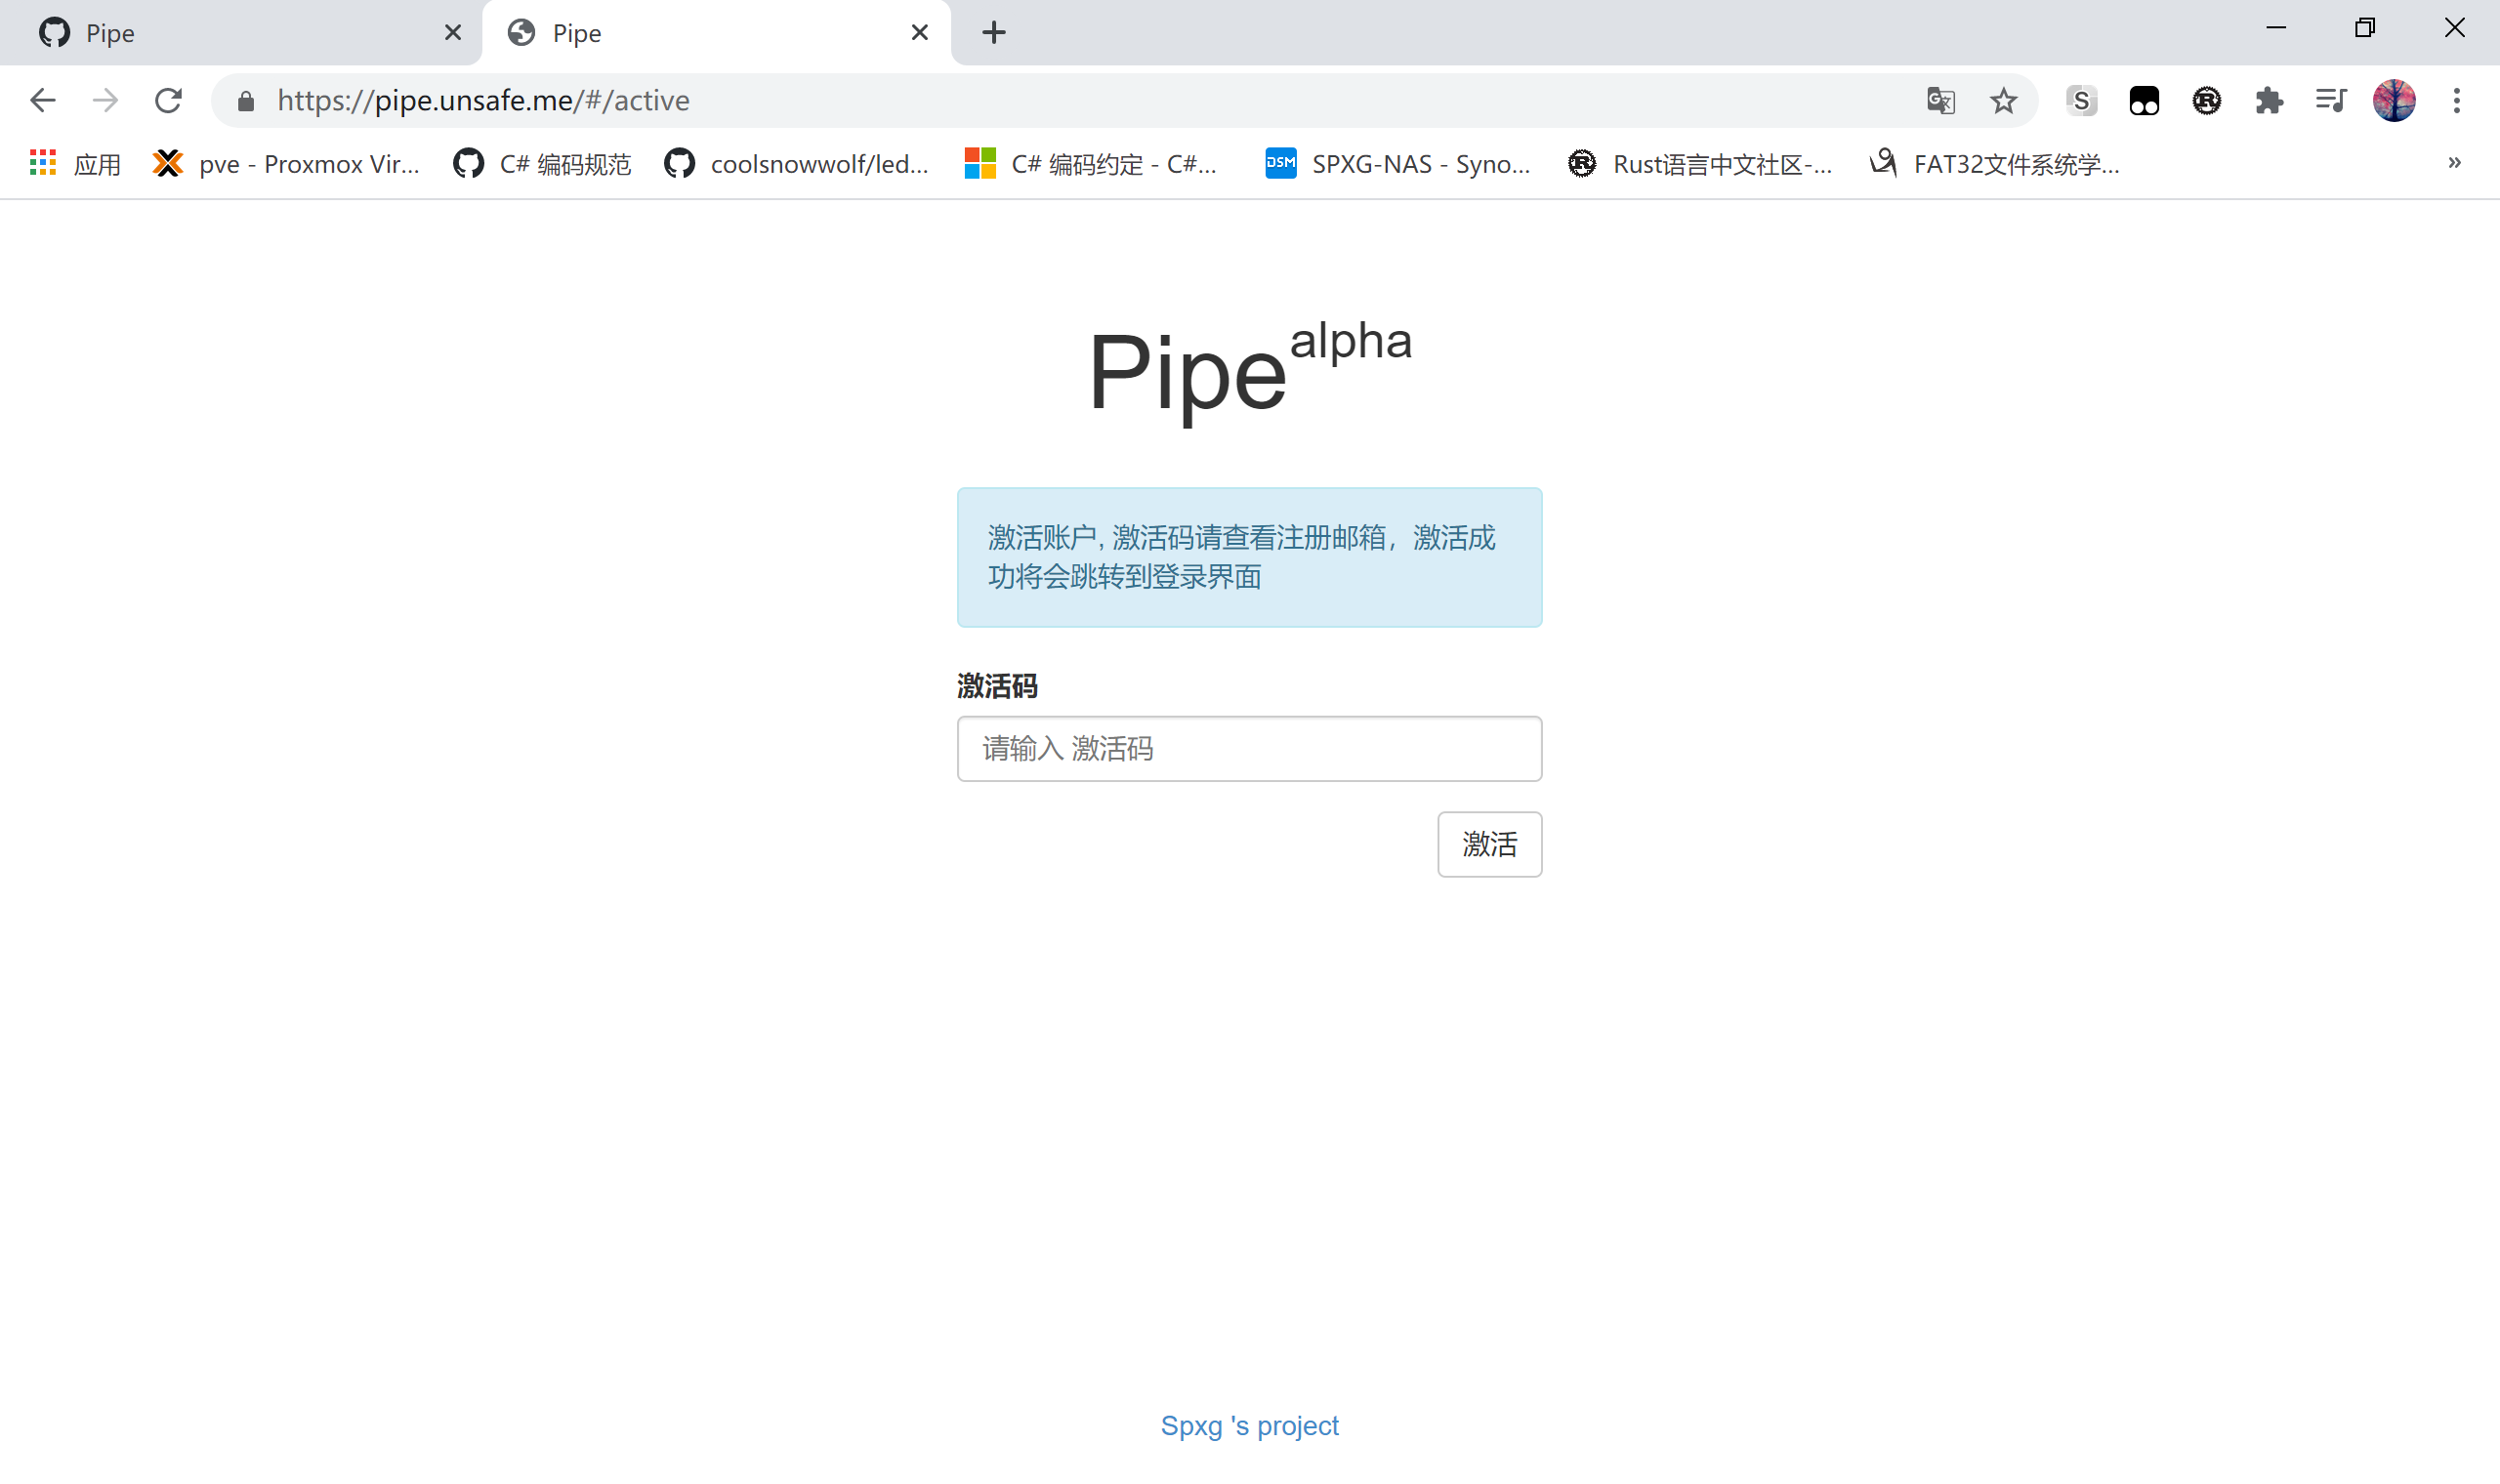 Pipe
Pipe
https://pipe.unsafe.me/#/active
应用
pve - Proxmox Vir...
C# 编码规范
coolsnowwolf/led...
C# 编码约定 - C#...
DSM
SPXG-NAS - Syno...
Rust语言中文社区-...
FAT32文件系统学...
»
Pipe alpha
激活账户, 激活码请查看注册邮箱，激活成
功将会跳转到登录界面
激活码
请输入 激活码
激活
Spxg 's project